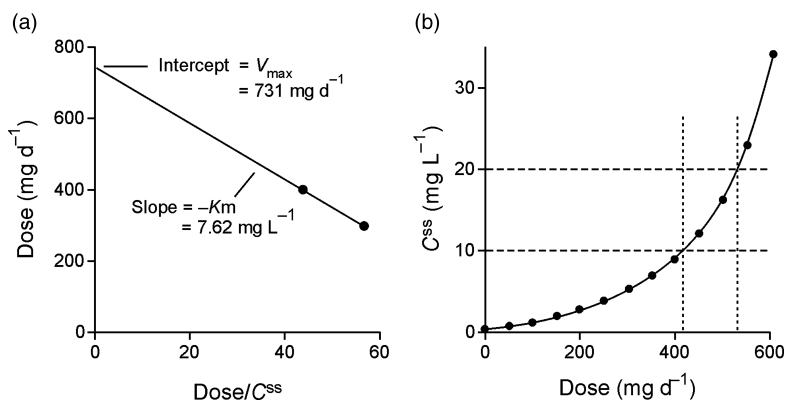 (a)
800
600
400
200
0
0
20
40
60
Dose (mg d⁻¹)
Dose/Cˢˢ
Intercept = Vmax
= 731 mg d⁻¹
Slope = –Km
= 7.62 mg L⁻¹
(b)
30
20
10
0
0
200
400
600
Cˢˢ (mg L⁻¹)
Dose (mg d⁻¹)